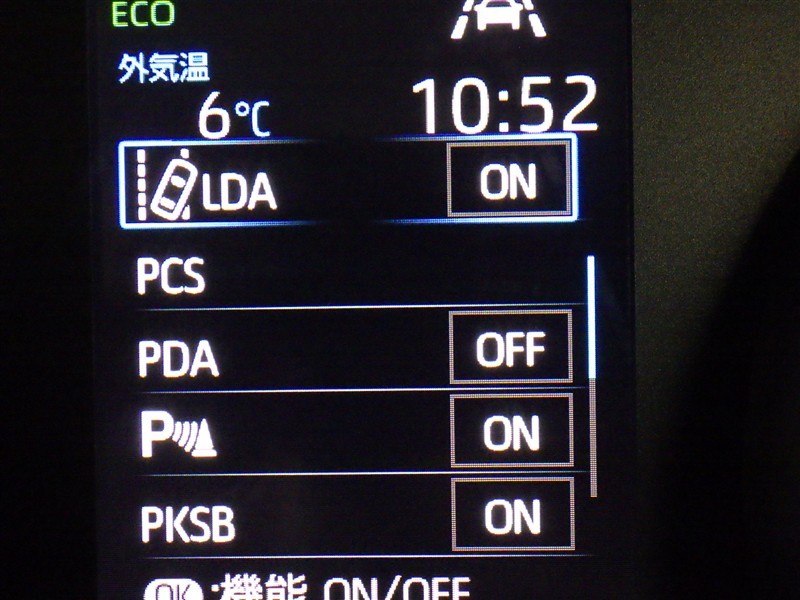 ECO
外気温
6℃ 10:52
LDA ON
PCS
PDA OFF
P ON
PKSB ON
OK:機能 ON/OFF